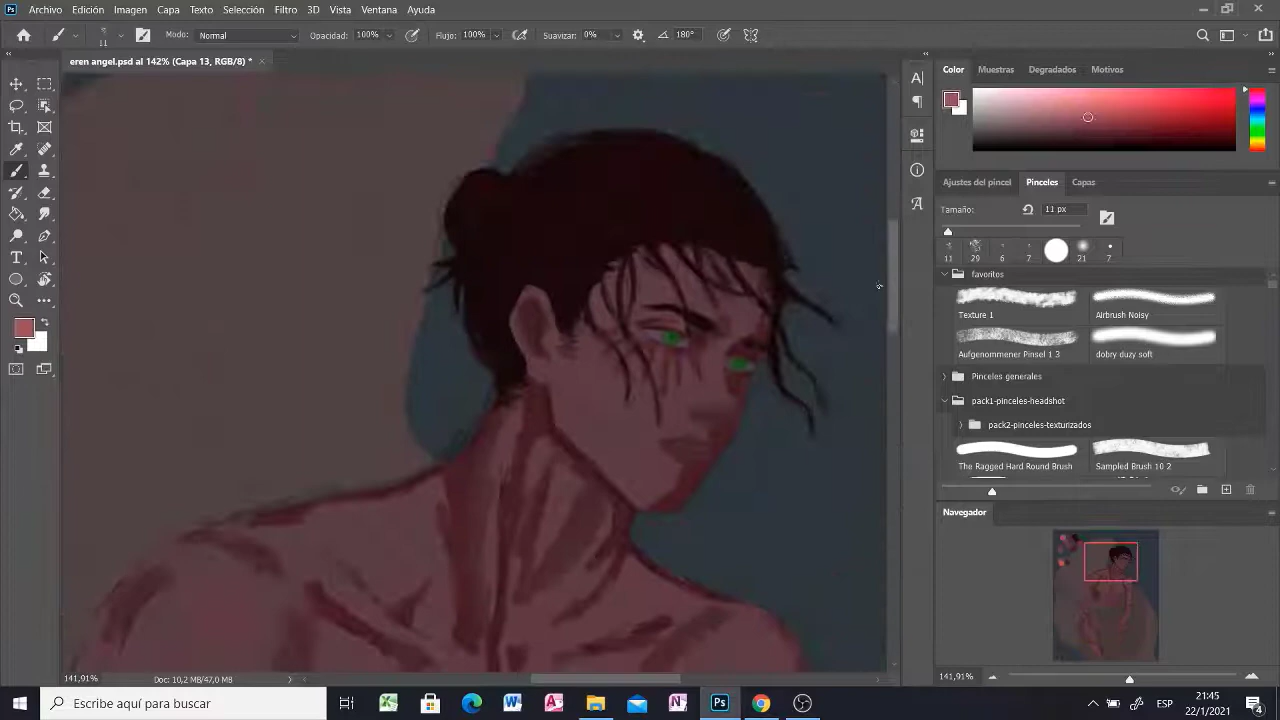 Ps Archivo Edición Imagen Capa Texto Selección Filtro 3D Vista Ventana Ayuda
11 Modo: Normal Opacidad: 100% Flujo: 100% Suavizar: 0% 180°
eren angel.psd al 142% (Capa 13, RGB/8) *
Color Muestras Degradados Motivos
Ajustes del pincel Pinceles Capas
Tamaño: 11 px
11 29 6 7 21 7
favoritos
Texture 1 Airbrush Noisy
Aufgenommener Pinsel 1 3 dobry duzy soft
Pinceles generales
pack1-pinceles-headshot
pack2-pinceles-texturizados
The Ragged Hard Round Brush Sampled Brush 10 2
Navegador
141,91% Doc: 10,2 MB/47,0 MB 141,91%
Escribe aquí para buscar
ESP
21:45
22/1/2021
4